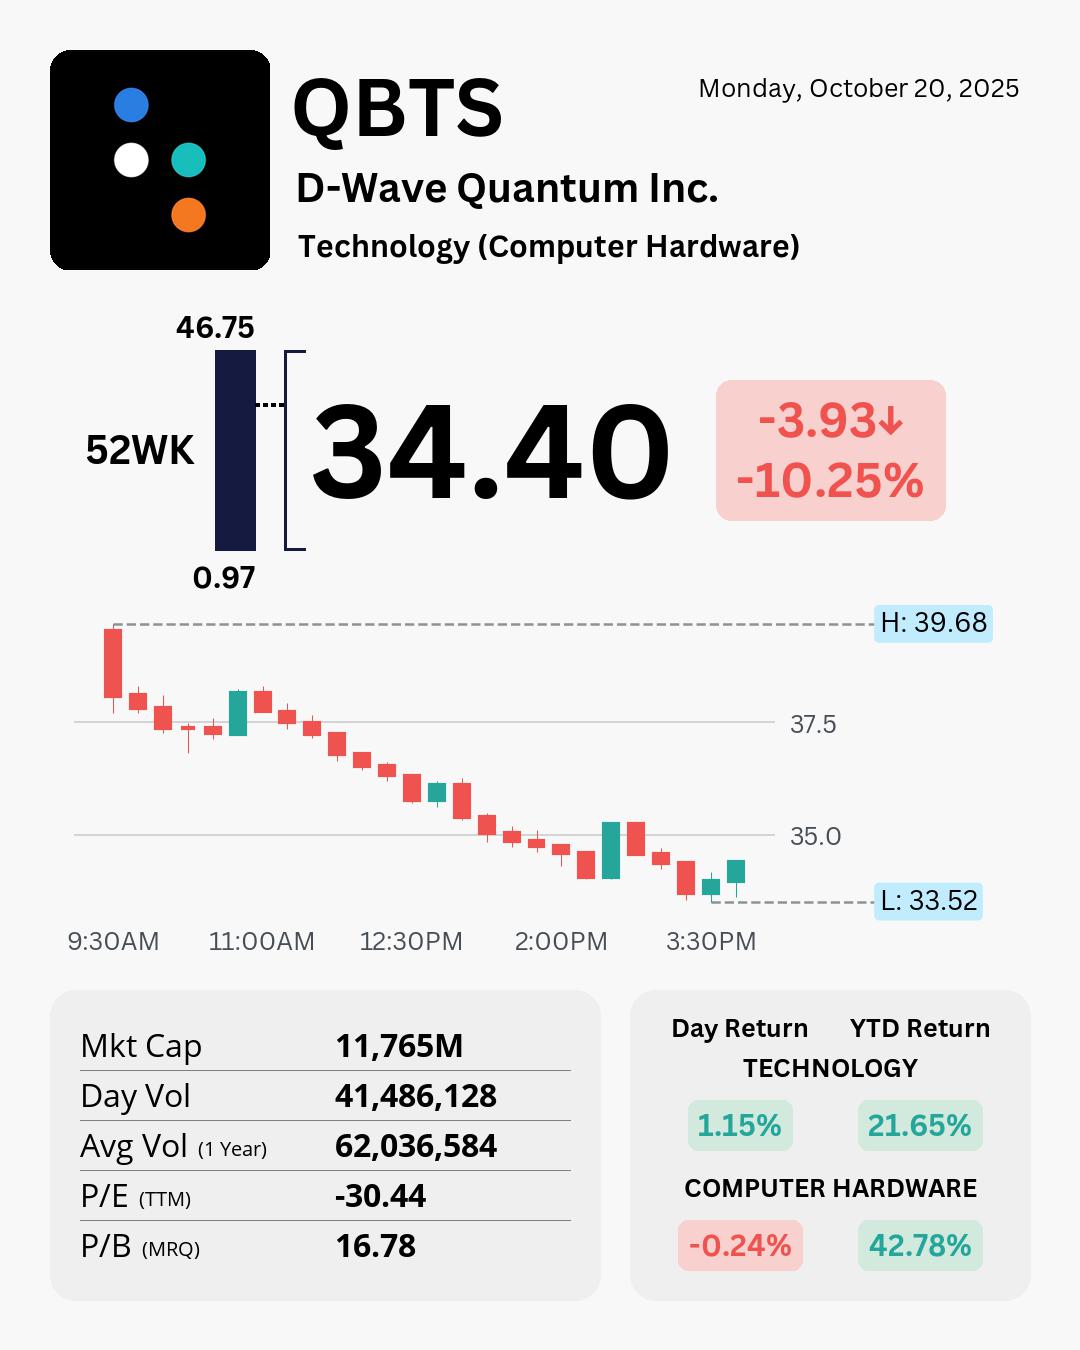 QBTS
Monday, October 20, 2025
D-Wave Quantum Inc.
Technology (Computer Hardware)
46.75
52WK
34.40
-3.93↓
-10.25%
0.97
H: 39.68
37.5
35.0
L: 33.52
9:30AM 11:00AM 12:30PM 2:00PM 3:30PM
Mkt Cap 11,765M
Day Vol 41,486,128
Avg Vol (1 Year) 62,036,584
P/E (TTM) -30.44
P/B (MRQ) 16.78
Day Return YTD Return
TECHNOLOGY
1.15% 21.65%
COMPUTER HARDWARE
-0.24% 42.78%